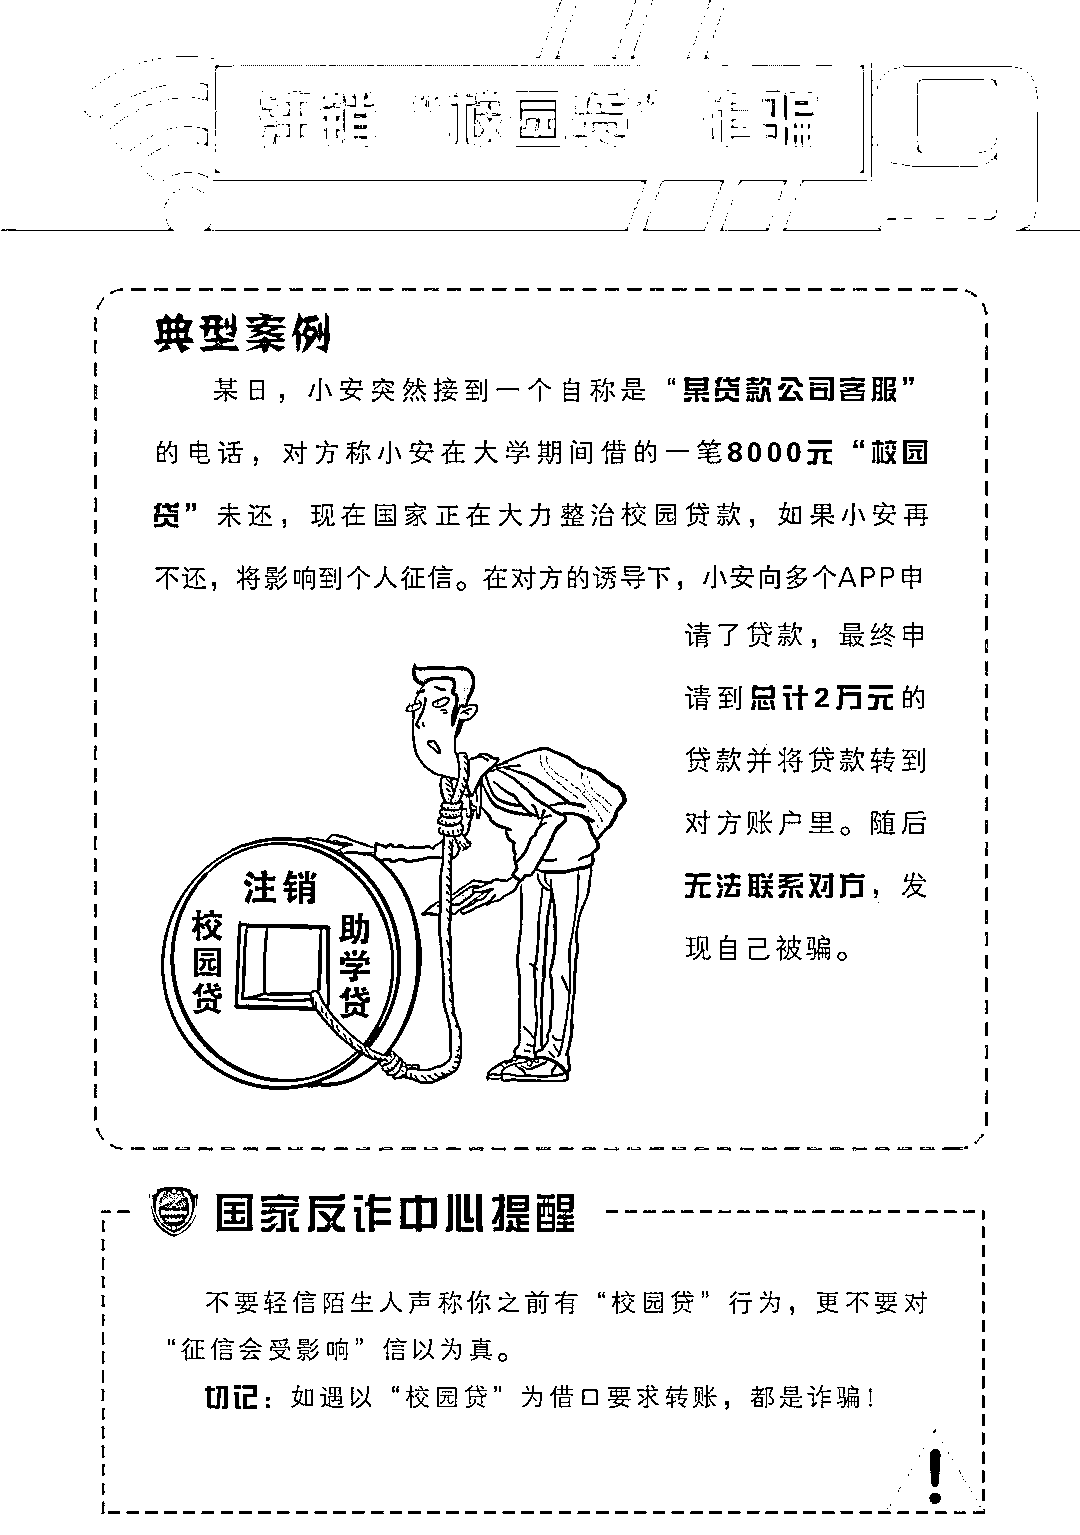 注销“校园贷”诈骗
典型案例
某日，小安突然接到一个自称是“某贷款公司客服”
的电话，对方称小安在大学期间借的一笔8000元“校园
贷”未还，现在国家正在大力整治校园贷款，如果小安再
不还，将影响到个人征信。在对方的诱导下，小安向多个APP申
请了贷款，最终申
请到总计2万元的
贷款并将贷款转到
对方账户里。随后
无法联系对方，发
现自己被骗。
注销
校园贷
助学贷
国家反诈中心提醒
不要轻信陌生人声称你之前有“校园贷”行为，更不要对
“征信会受影响”信以为真。
切记：如遇以“校园贷”为借口要求转账，都是诈骗！